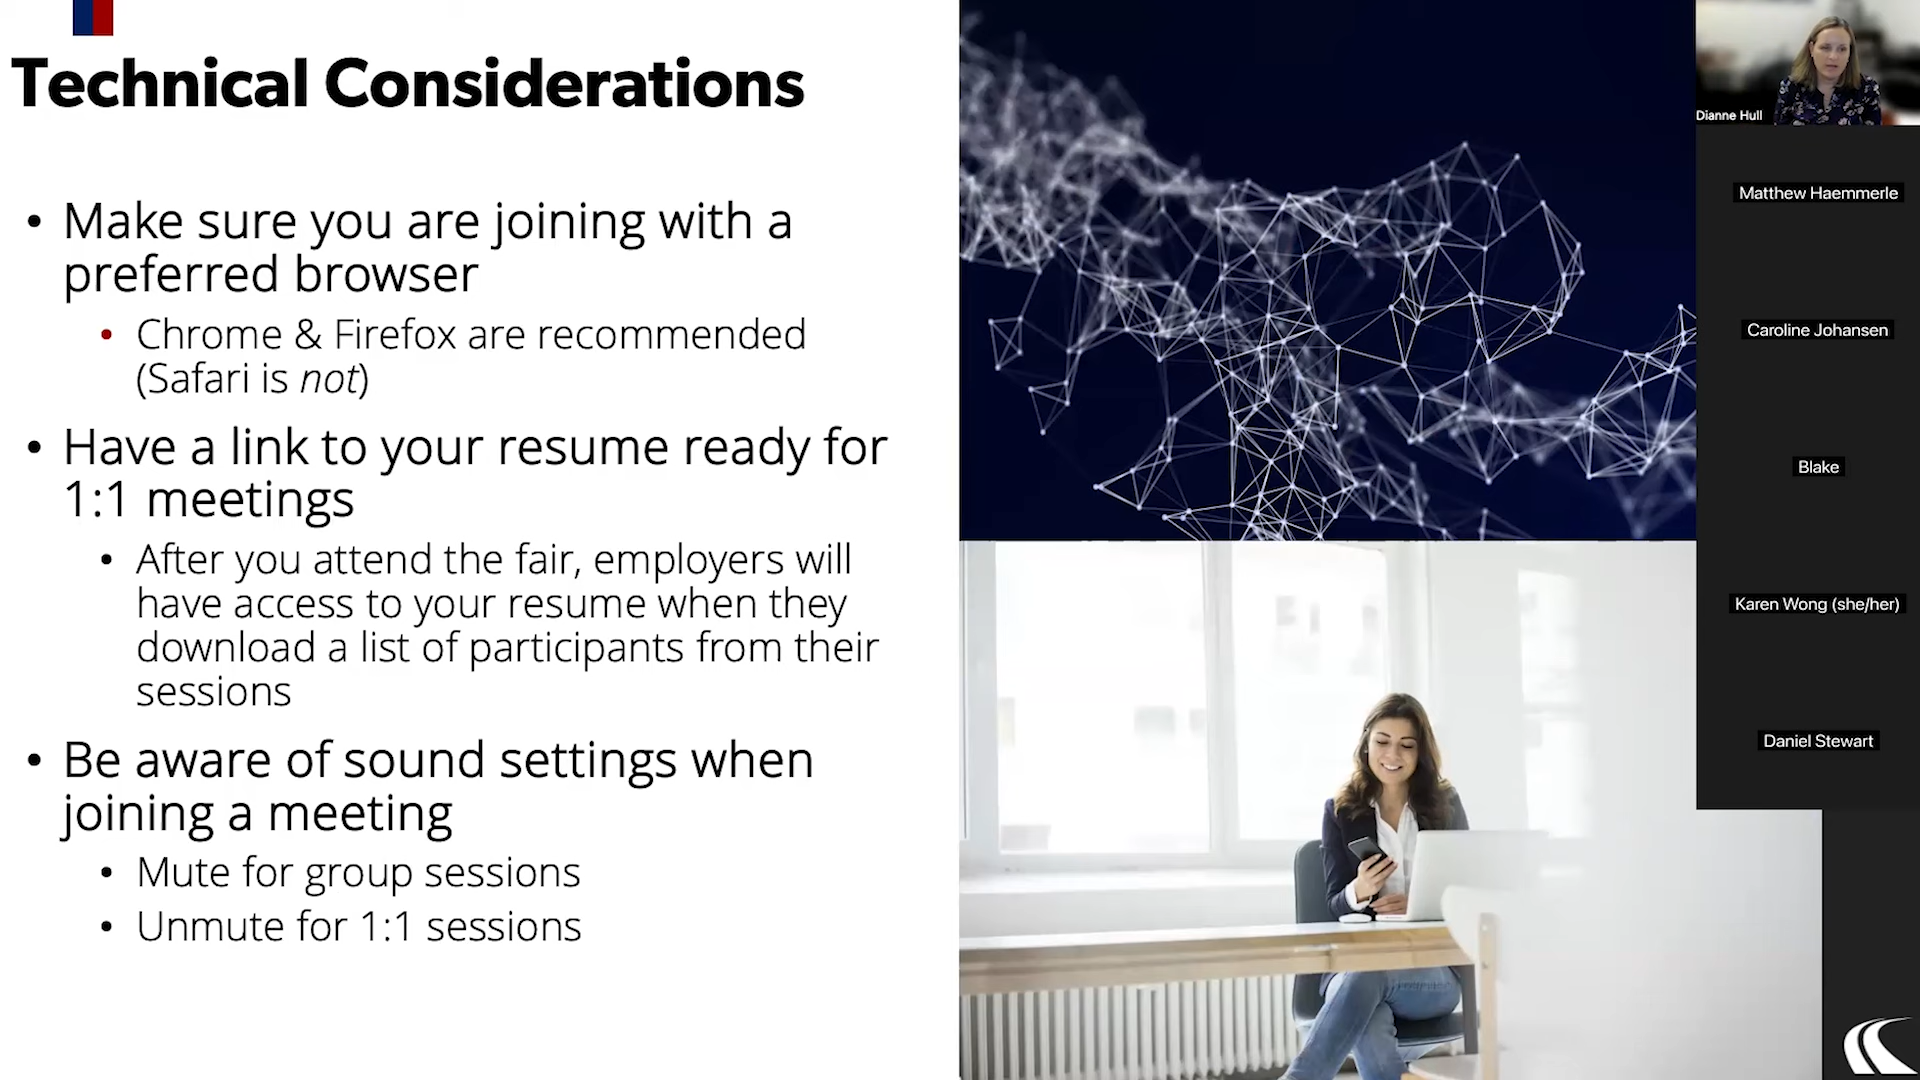 Technical Considerations
• Make sure you are joining with a
preferred browser
• Chrome & Firefox are recommended
(Safari is not)
• Have a link to your resume ready for
1:1 meetings
• After you attend the fair, employers will
have access to your resume when they
download a list of participants from their
sessions
• Be aware of sound settings when
joining a meeting
• Mute for group sessions
• Unmute for 1:1 sessions
Dianne Hull
Matthew Haemmerle
Caroline Johansen
Blake
Karen Wong (she/her)
Daniel Stewart